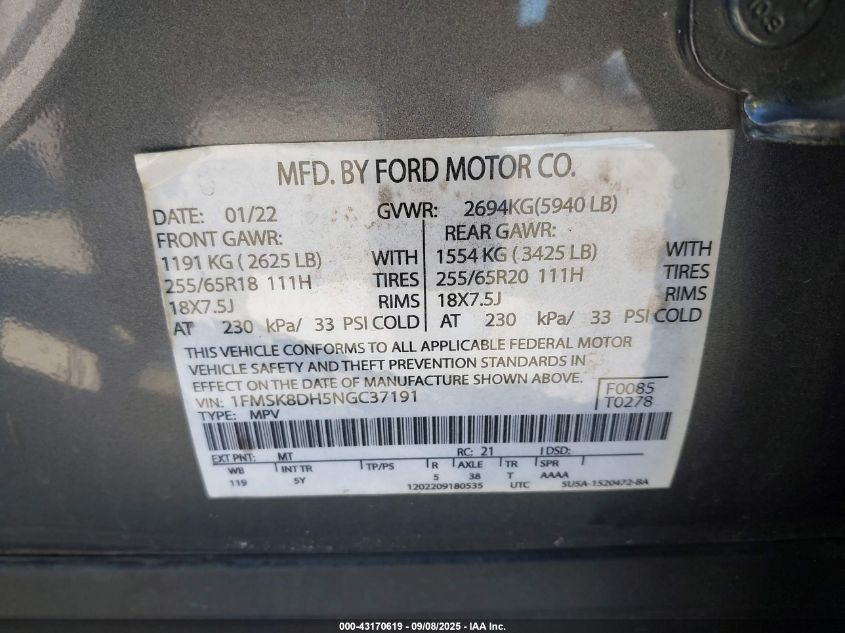 10.9
MFD. BY FORD MOTOR CO.
DATE: 01/22 GVWR: 2694KG(5940 LB)
FRONT GAWR: REAR GAWR:
1191 KG ( 2625 LB) WITH 1554 KG ( 3425 LB) WITH
255/65R18 111H TIRES 255/65R20 111H TIRES
18X7.5J RIMS 18X7.5J RIMS
AT 230 kPa/ 33 PSI COLD AT 230 kPa/ 33 PSI COLD
THIS VEHICLE CONFORMS TO ALL APPLICABLE FEDERAL MOTOR
VEHICLE SAFETY AND THEFT PREVENTION STANDARDS IN
EFFECT ON THE DATE OF MANUFACTURE SHOWN ABOVE.
VIN: 1FMSK8DH5NGC37191 F0085
TYPE: MPV T0278
EXT PNT: MT RC: 21 DSD:
WB INT TR TP/PS R AXLE TR SPR
119 5Y 5 38 T AAAA
1202209180535 UTC 5U5A-1520472-BA
000-43170619 - 09/08/2025 - IAA Inc.